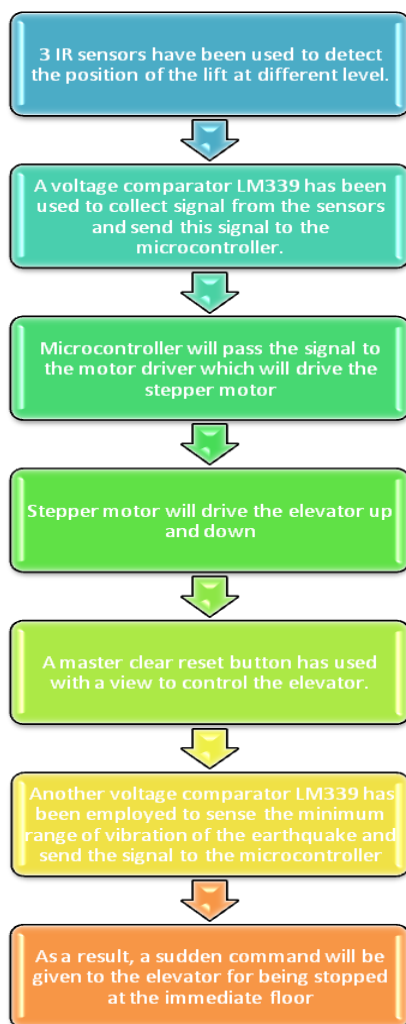 3 IR sensors have been used to detect
the position of the lift at different level.
A voltage comparator LM339 has been
used to collect signal from the sensors
and send this signal to the
microcontroller.
Microcontroller will pass the signal to
the motor driver which will drive the
stepper motor
Stepper motor will drive the elevator up
and down
A master clear reset button has used
with a view to control the elevator.
Another voltage comparator LM339 has
been employed to sense the minimum
range of vibration of the earthquake and
send the signal to the microcontroller
As a result, a sudden command will be
given to the elevator for being stopped
at the immediate floor